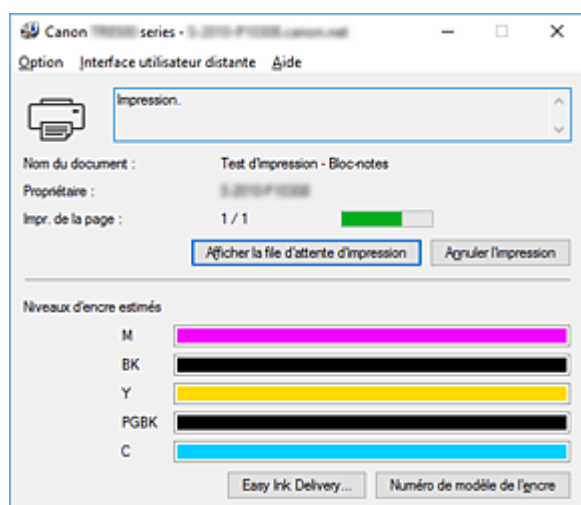 Canon series -
Option Interface utilisateur distante Aide
Impression.
Nom du document : Test d'impression - Bloc-notes
Propriétaire :
Impr. de la page : 1 / 1
Afficher la file d'attente d'impression Annuler l'impression
Niveaux d'encre estimés
M
BK
Y
PGBK
C
Easy Ink Delivery... Numéro de modèle de l'encre